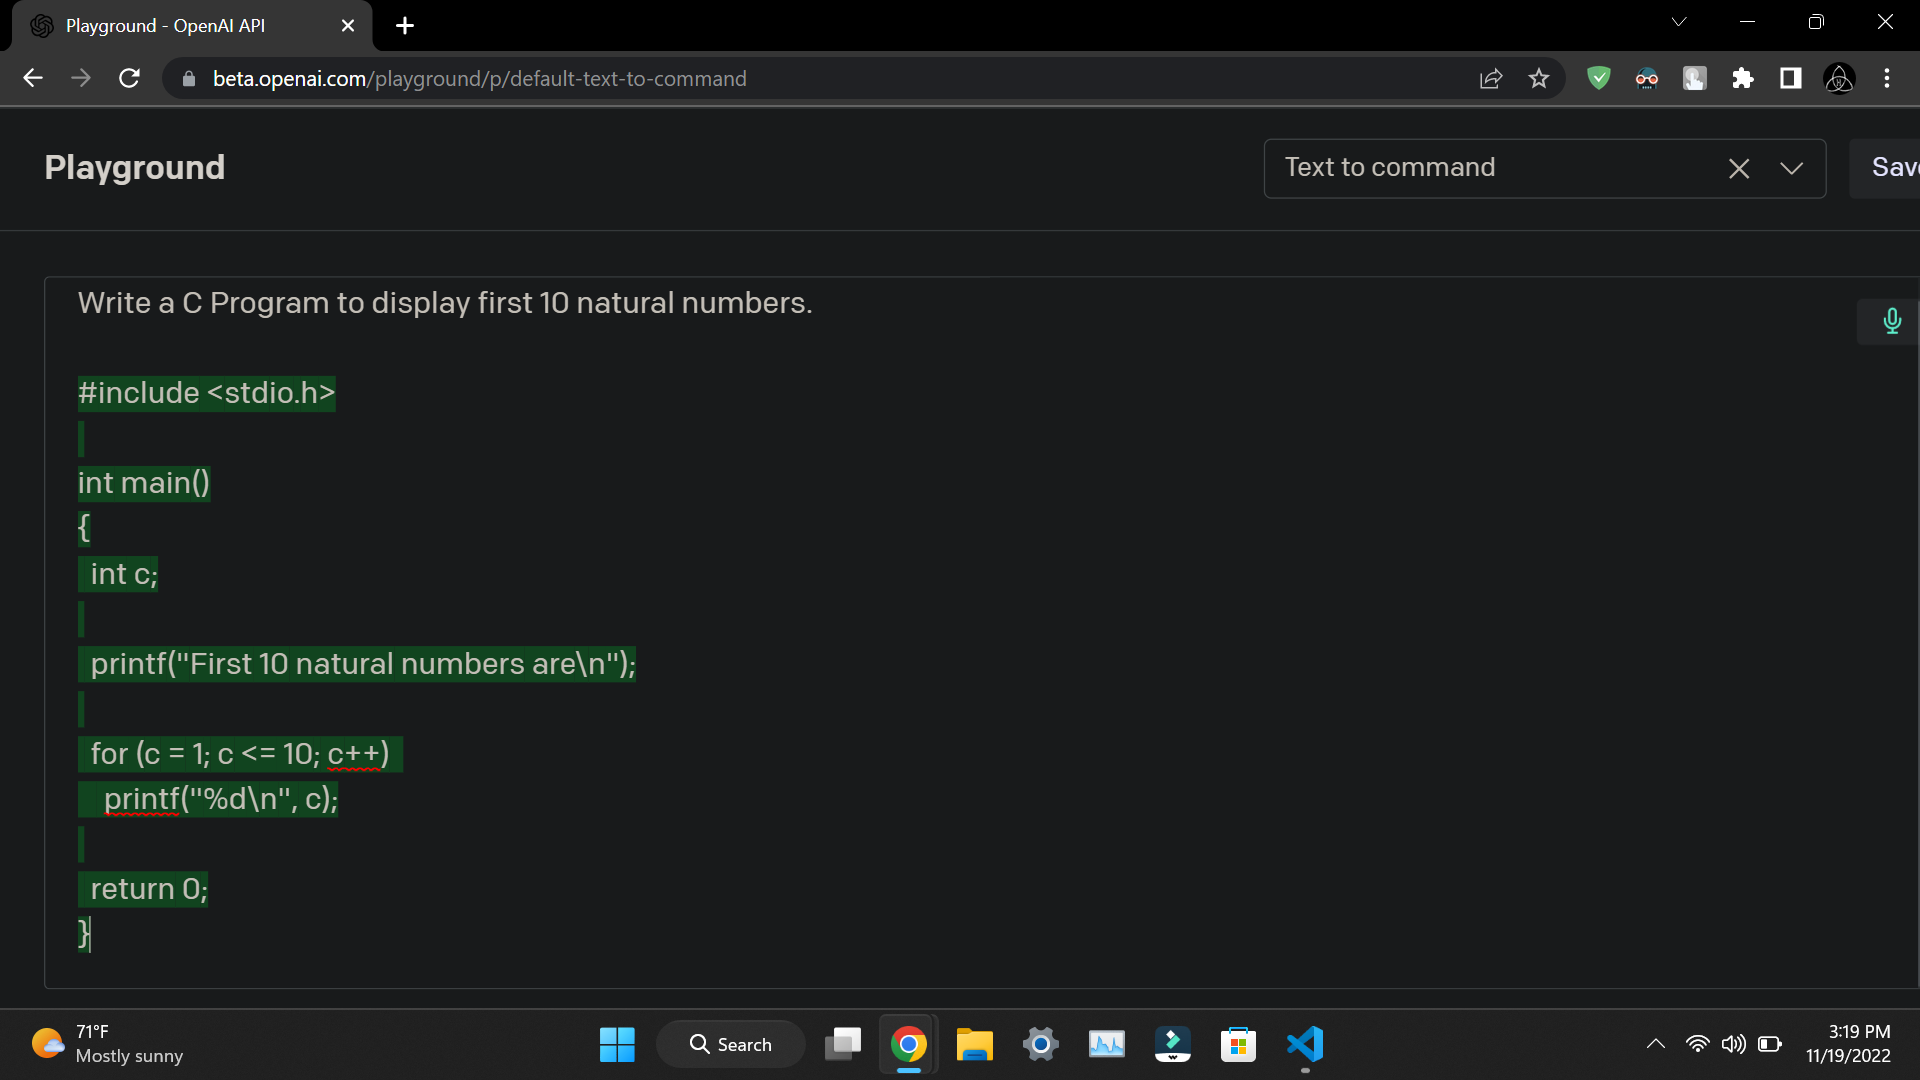 Playground - OpenAI API
beta.openai.com/playground/p/default-text-to-command
Playground
Text to command
Save
Write a C Program to display first 10 natural numbers.
#include <stdio.h>
int main()
{
int c;
printf("First 10 natural numbers are\n");
for (c = 1; c <= 10; c++)
printf("%d\n", c);
return 0;
}
71°F
Mostly sunny
Search
3:19 PM
11/19/2022